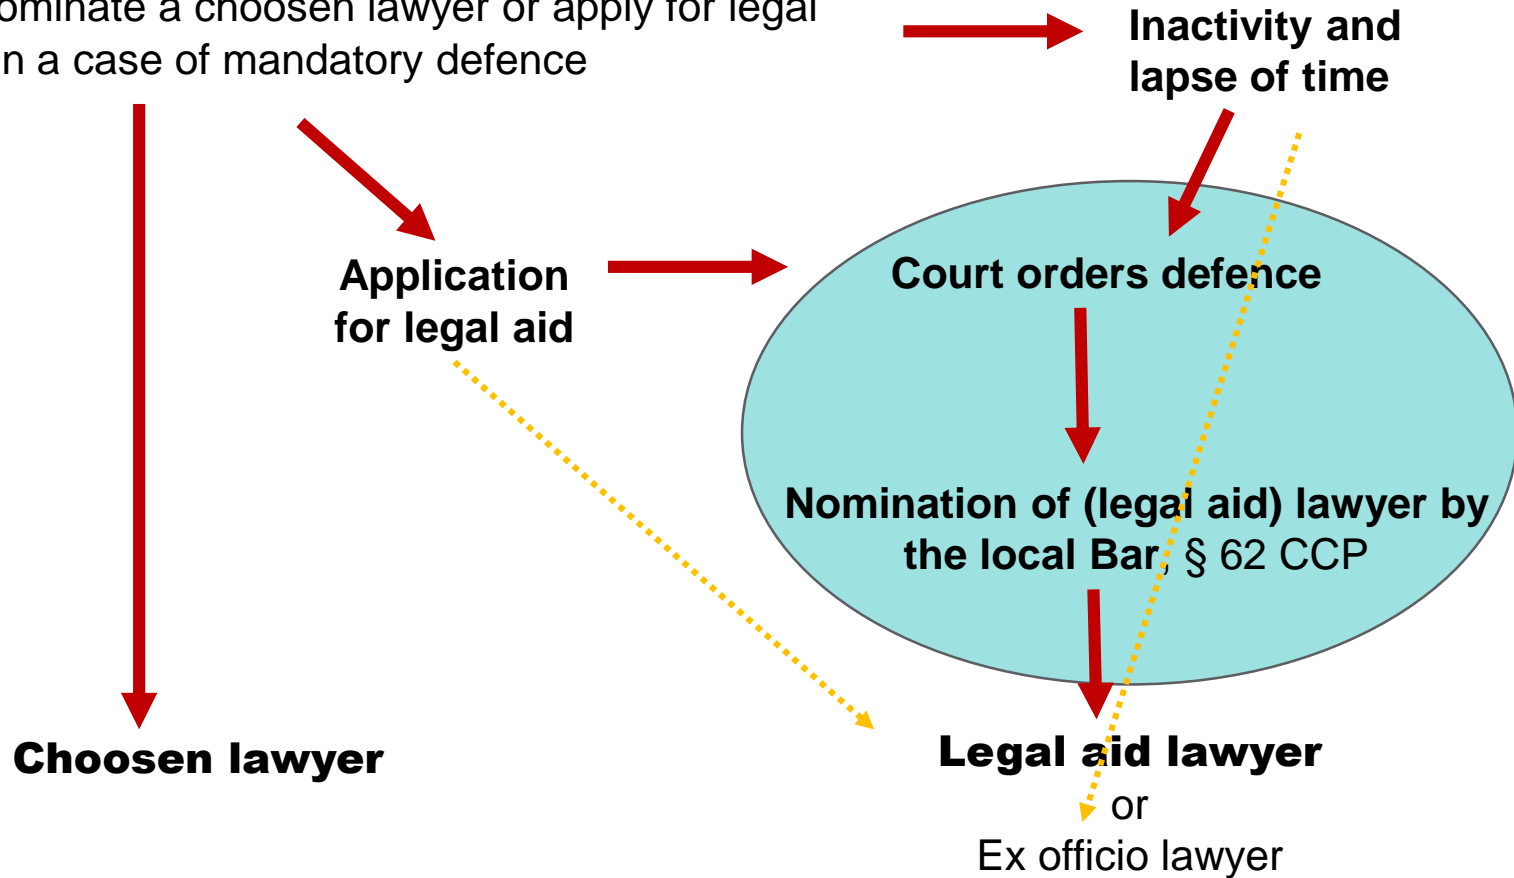 ominate a choosen lawyer or apply for legal
n a case of mandatory defence
Inactivity and
lapse of time
Application
for legal aid
Court orders defence
Nomination of (legal aid) lawyer by
the local Bar, § 62 CCP
Choosen lawyer
Legal aid lawyer
or
Ex officio lawyer